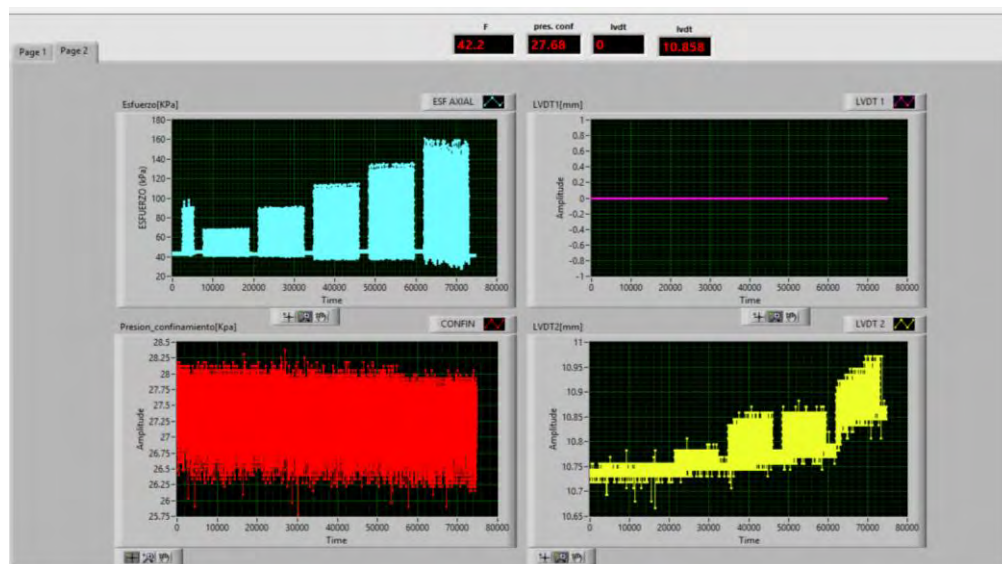 F pres. conf lvdt lvdt
42.2 27.68 0 10.858
Page 1 Page 2
Esfuerzo[KPa] ESF AXIAL
180
160
140
120
100
80
60
40
20
ESFUERZO (kPa)
0 10000 20000 30000 40000 50000 60000 70000 80000
Time
LVDT1[mm] LVDT 1
1
0.8
0.6
0.4
0.2
0
-0.2
-0.4
-0.6
-0.8
-1
Amplitude
0 10000 20000 30000 40000 50000 60000 70000 80000
Time
Presion_confinamiento[Kpa] CONFIN
28.5
28.25
28
27.75
27.5
27.25
27
26.75
26.5
26.25
26
25.75
Amplitude
0 10000 20000 30000 40000 50000 60000 70000 80000
Time
LVDT2[mm] LVDT 2
11
10.95
10.9
10.85
10.8
10.75
10.7
10.65
Amplitude
0 10000 20000 30000 40000 50000 60000 70000 80000
Time